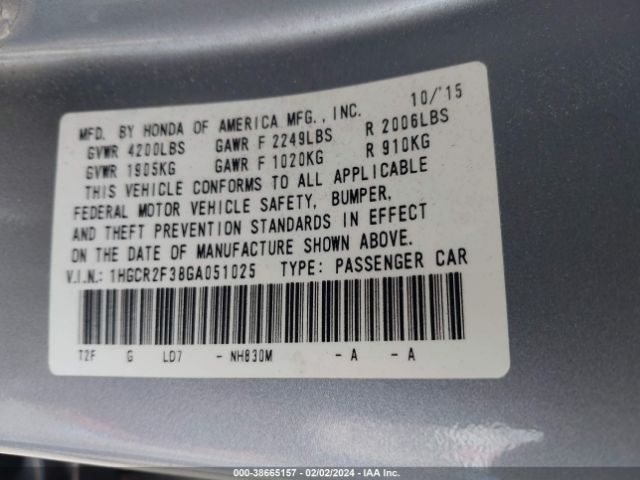 MFD. BY HONDA OF AMERICA MFG., INC. 10/'15
GVWR 4200LBS GAWR F 2249LBS R 2006LBS
GVWR 1905KG GAWR F 1020KG R 910KG
THIS VEHICLE CONFORMS TO ALL APPLICABLE
FEDERAL MOTOR VEHICLE SAFETY, BUMPER,
AND THEFT PREVENTION STANDARDS IN EFFECT
ON THE DATE OF MANUFACTURE SHOWN ABOVE.
V.I.N.: 1HGCR2F38GA051025 TYPE: PASSENGER CAR
T2F G LD7 - NH830M - A - A
000-38665157 - 02/02/2024 - IAA Inc.